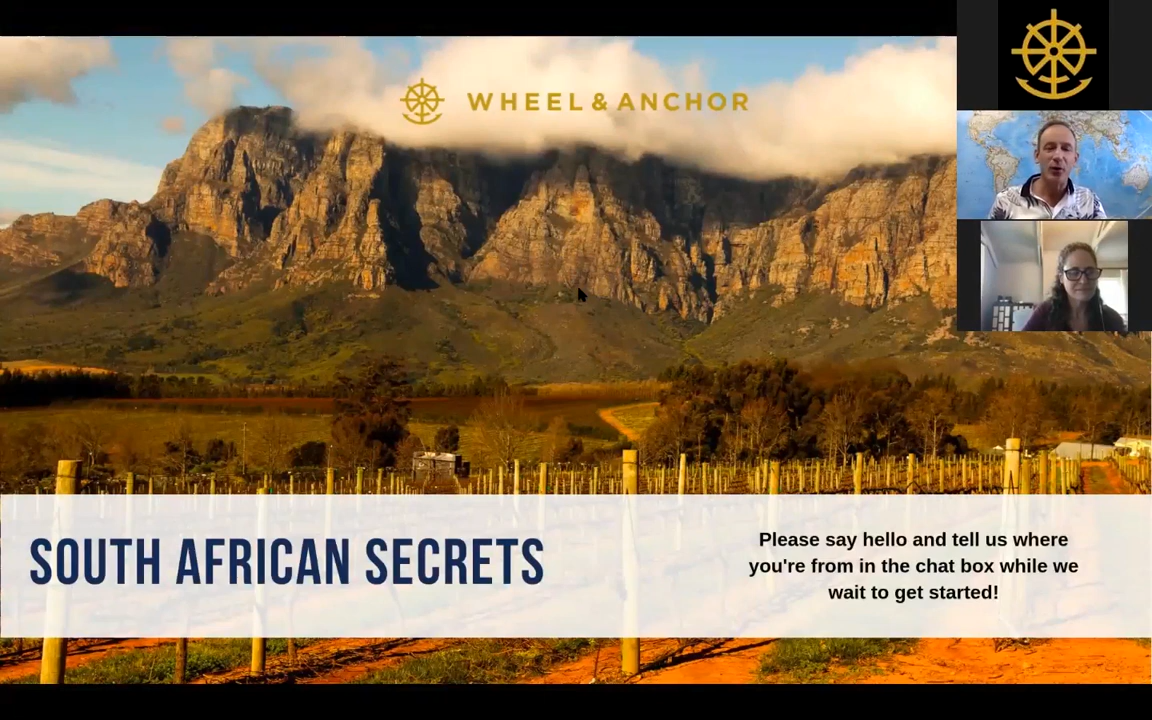 WHEEL & ANCHOR
SOUTH AFRICAN SECRETS
Please say hello and tell us where
you're from in the chat box while we
wait to get started!